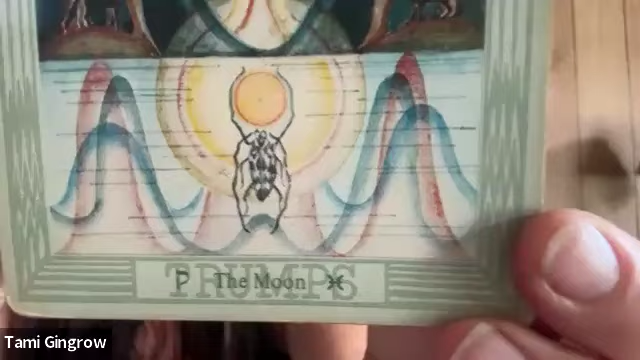 TRUMPS
ק The Moon ♓
Tami Gingrow